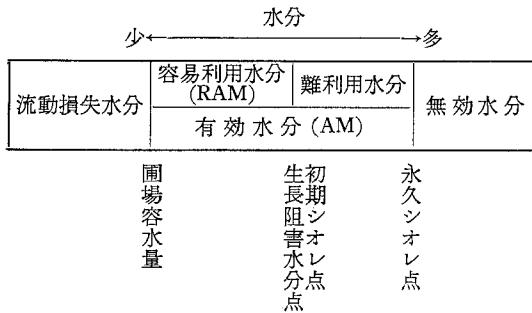 水分
少←→多
流動損失水分
容易利用水分
(RAM)
難利用水分
有効水分 (AM)
無効水分
圃場容水量
生長阻害水分点
初期シオレ点
永久シオレ点